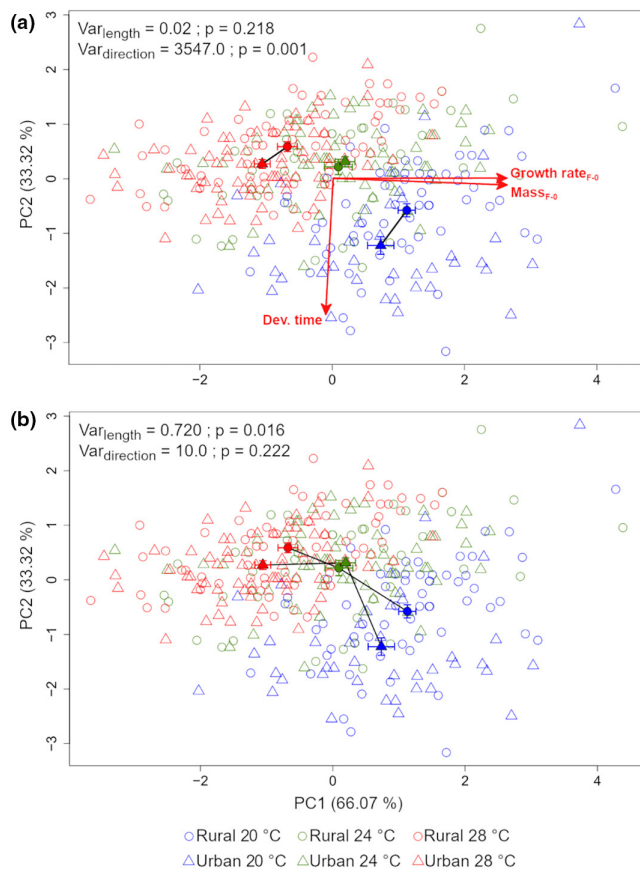 (a)
Var_length = 0.02 ; p = 0.218
Var_direction = 3547.0 ; p = 0.001
3
2
1
0
−1
−2
−3
PC2 (33.32 %)
Growth rate_F-0
Mass_F-0
Dev. time
−2
0
2
4
(b)
Var_length = 0.720 ; p = 0.016
Var_direction = 10.0 ; p = 0.222
3
2
1
0
−1
−2
−3
PC2 (33.32 %)
−2
0
2
4
PC1 (66.07 %)
Rural 20 °C
Rural 24 °C
Rural 28 °C
Urban 20 °C
Urban 24 °C
Urban 28 °C